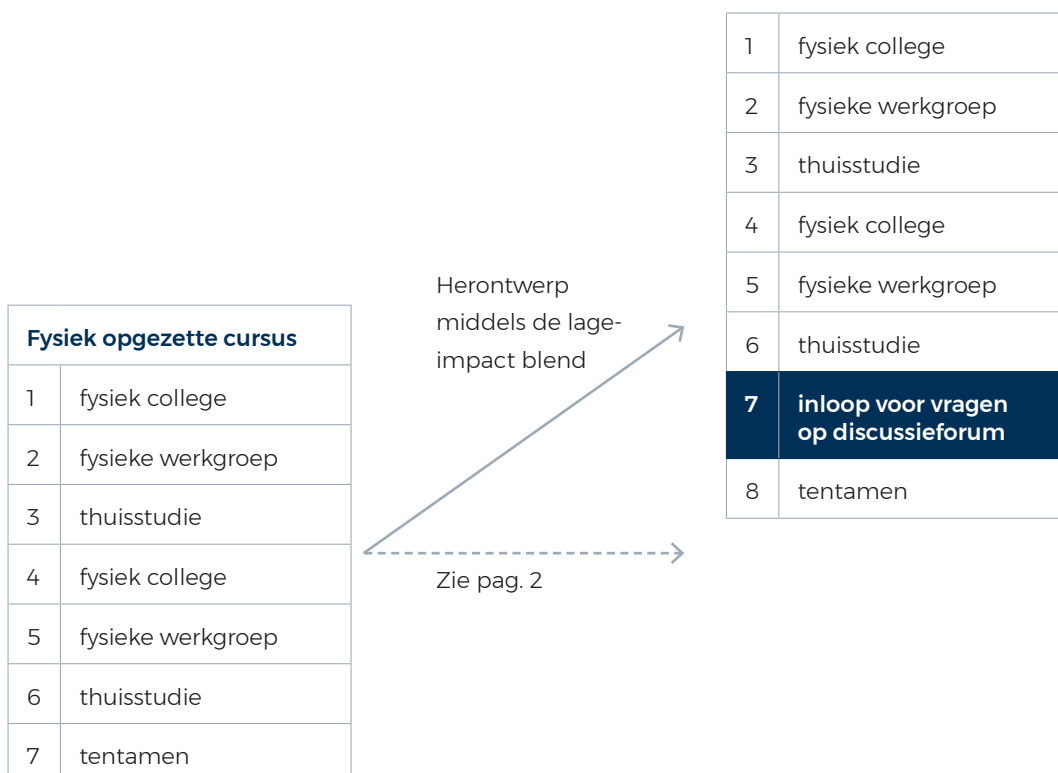 Fysiek opgezette cursus
1 fysiek college
2 fysieke werkgroep
3 thuisstudie
4 fysiek college
5 fysieke werkgroep
6 thuisstudie
7 tentamen
Herontwerp
middels de lage-
impact blend
Zie pag. 2
1 fysiek college
2 fysieke werkgroep
3 thuisstudie
4 fysiek college
5 fysieke werkgroep
6 thuisstudie
7 inloop voor vragen
op discussieforum
8 tentamen